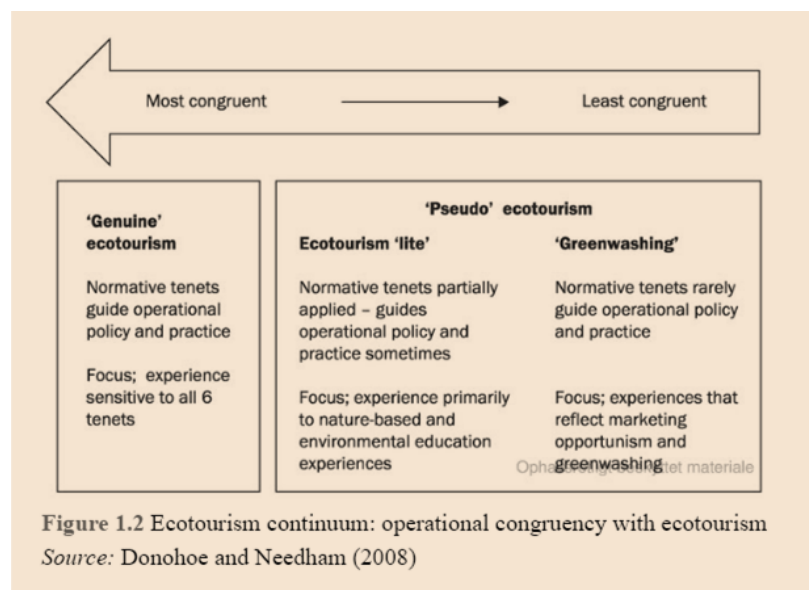 Most congruent
Least congruent
'Genuine'
ecotourism
Normative tenets
guide operational
policy and practice
Focus; experience
sensitive to all 6
tenets
'Pseudo' ecotourism
Ecotourism 'lite'
Normative tenets partially
applied – guides
operational policy and
practice sometimes
Focus; experience primarily
to nature-based and
environmental education
experiences
'Greenwashing'
Normative tenets rarely
guide operational policy
and practice
Focus; experiences that
reflect marketing
opportunism and
greenwashing
materiale
Figure 1.2 Ecotourism continuum: operational congruency with ecotourism
Source: Donohoe and Needham (2008)